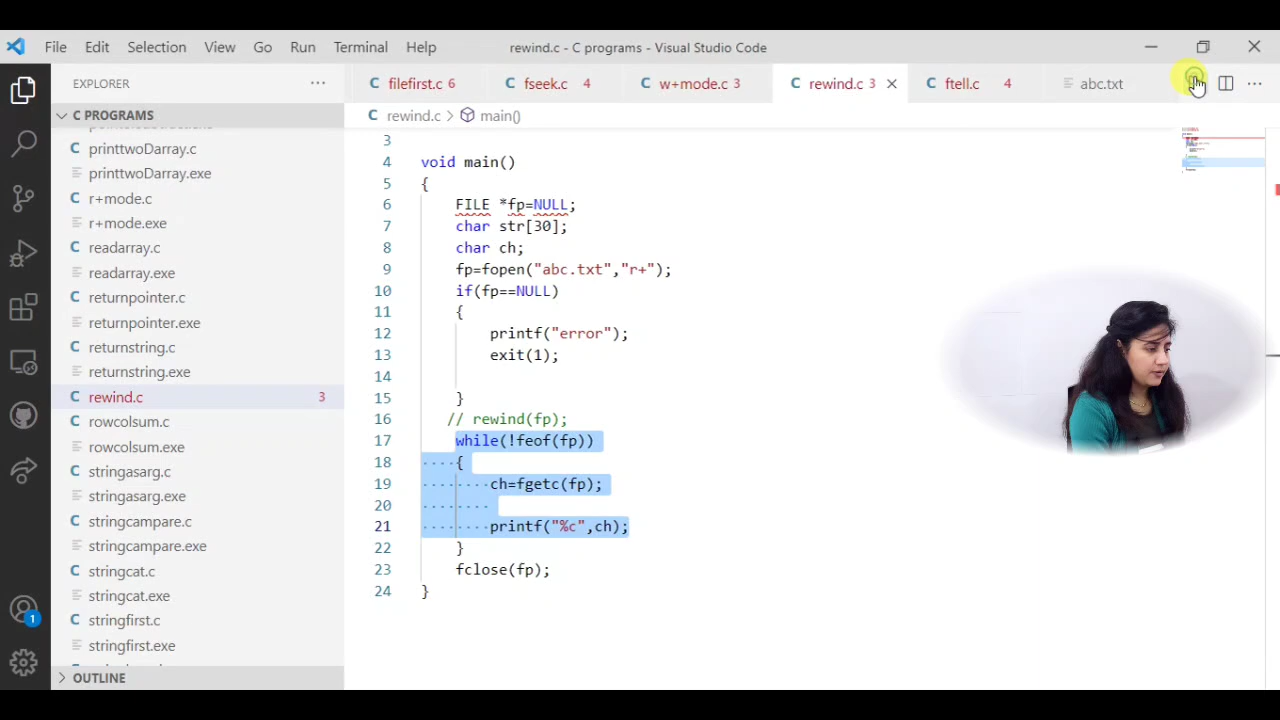 File Edit Selection View Go Run Terminal Help rewind.c - C programs - Visual Studio Code
EXPLORER
filefirst.c 6
fseek.c 4
w+mode.c 3
rewind.c 3
ftell.c 4
abc.txt
C PROGRAMS
rewind.c > main()
printtwoDarray.c
printtwoDarray.exe
r+mode.c
r+mode.exe
readarray.c
readarray.exe
returnpointer.c
returnpointer.exe
returnstring.c
returnstring.exe
rewind.c 3
rowcolsum.c
rowcolsum.exe
stringasarg.c
stringasarg.exe
stringcampare.c
stringcampare.exe
stringcat.c
stringcat.exe
stringfirst.c
stringfirst.exe
OUTLINE
1
3
4 void main()
5 {
6 FILE *fp=NULL;
7 char str[30];
8 char ch;
9 fp=fopen("abc.txt","r+");
10 if(fp==NULL)
11 {
12 printf("error");
13 exit(1);
14
15 }
16 // rewind(fp);
17 while(!feof(fp))
18 {
19 ch=fgetc(fp);
20
21 printf("%c",ch);
22 }
23 fclose(fp);
24 }